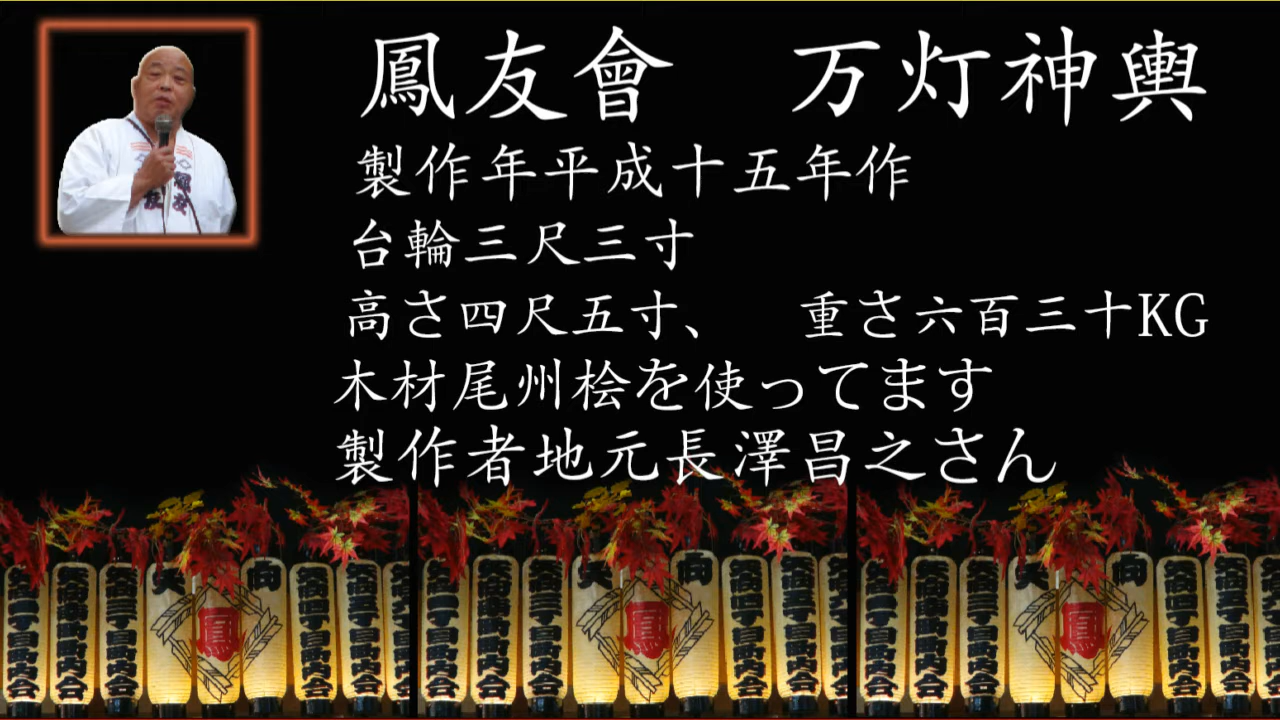 鳳友會　万灯神輿
製作年平成十五年作
台輪三尺三寸
高さ四尺五寸、　重さ六百三十KG
木材尾州桧を使ってます
製作者地元長澤昌之さん
鳳
鳳
鳳